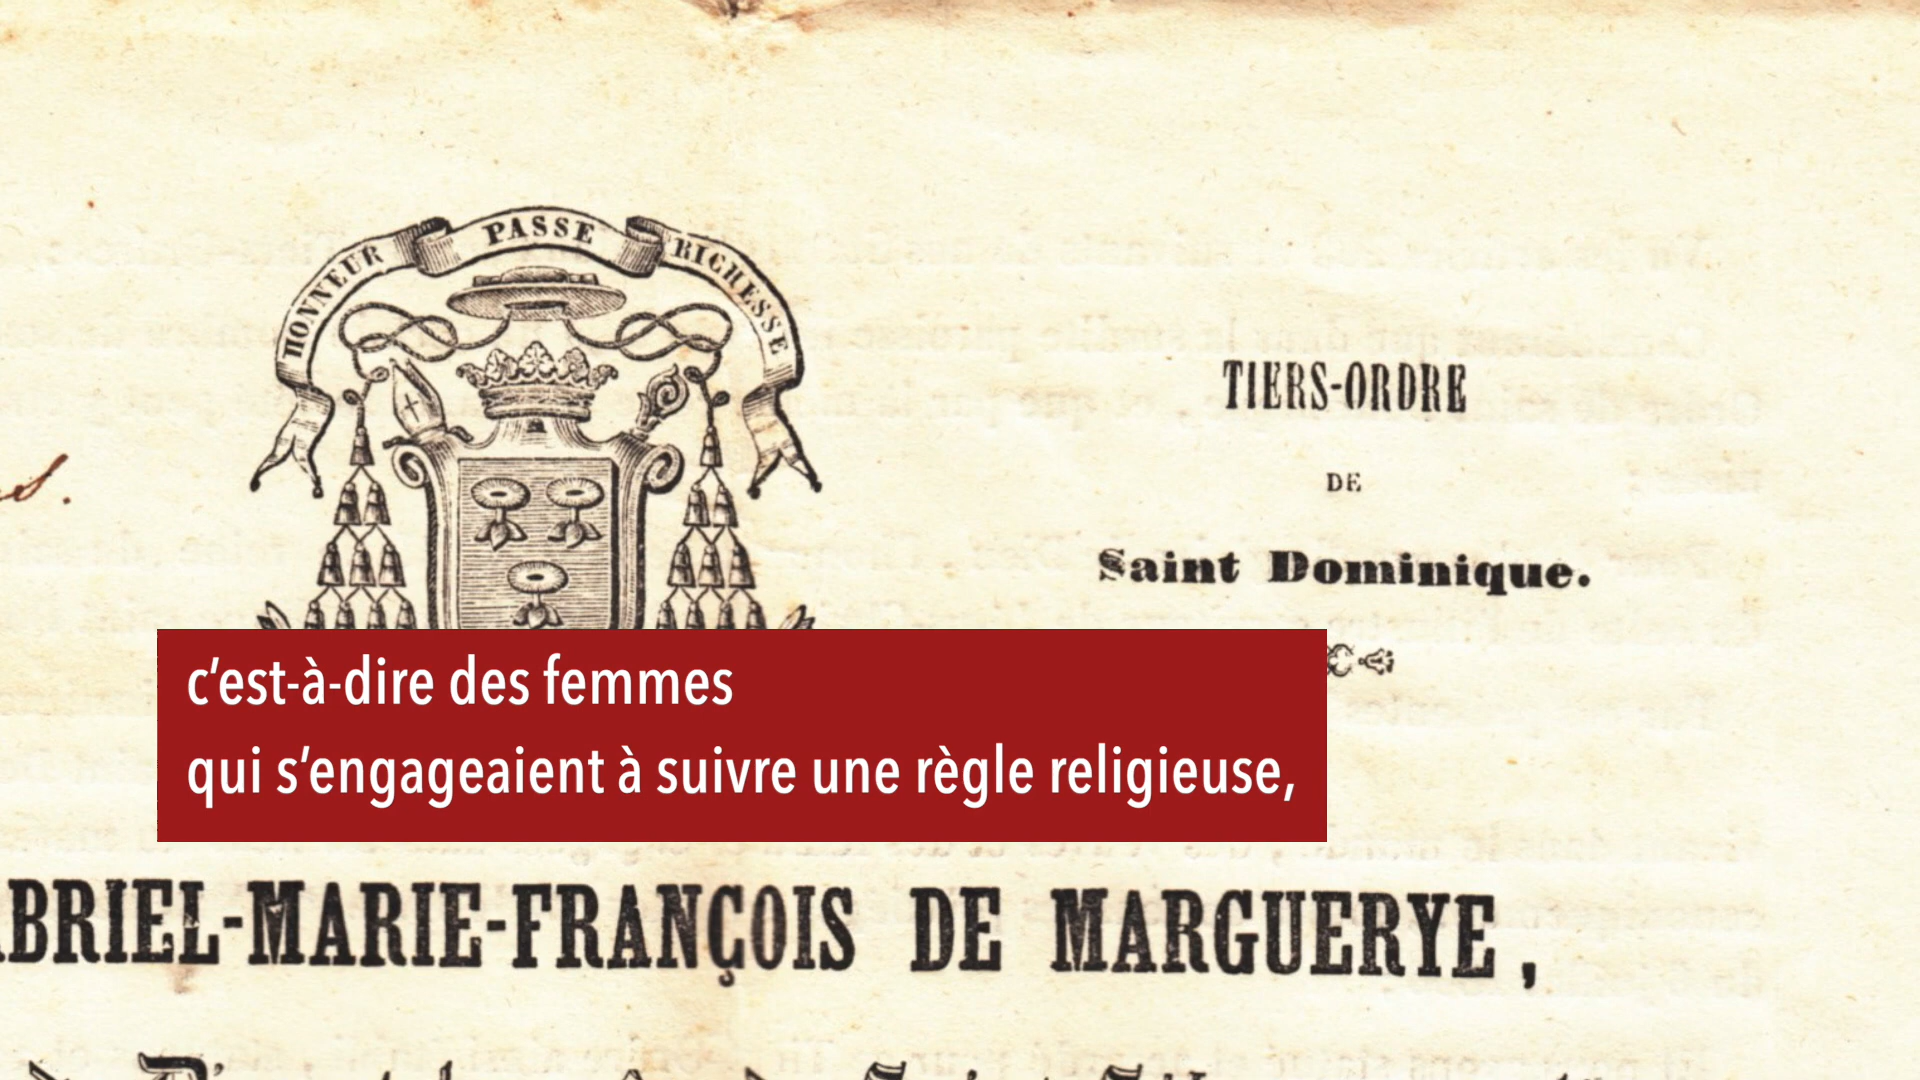 HONNEUR PASSE RICHESSE
TIERS-ORDRE
DE
Saint Dominique.
c’est-à-dire des femmes
qui s’engageaient à suivre une règle religieuse,
ABRIEL-MARIE-FRANÇOIS DE MARGUERYE,